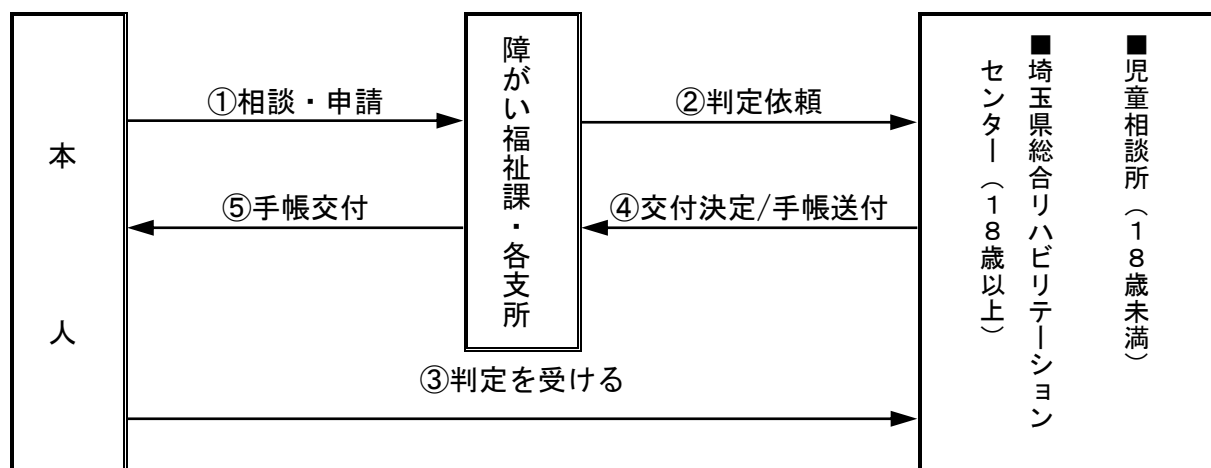 本人
①相談・申請
⑤手帳交付
障がい福祉課・各支所
②判定依頼
④交付決定/手帳送付
③判定を受ける
■児童相談所（１８歳未満）
■埼玉県総合リハビリテーション
センター（１８歳以上）